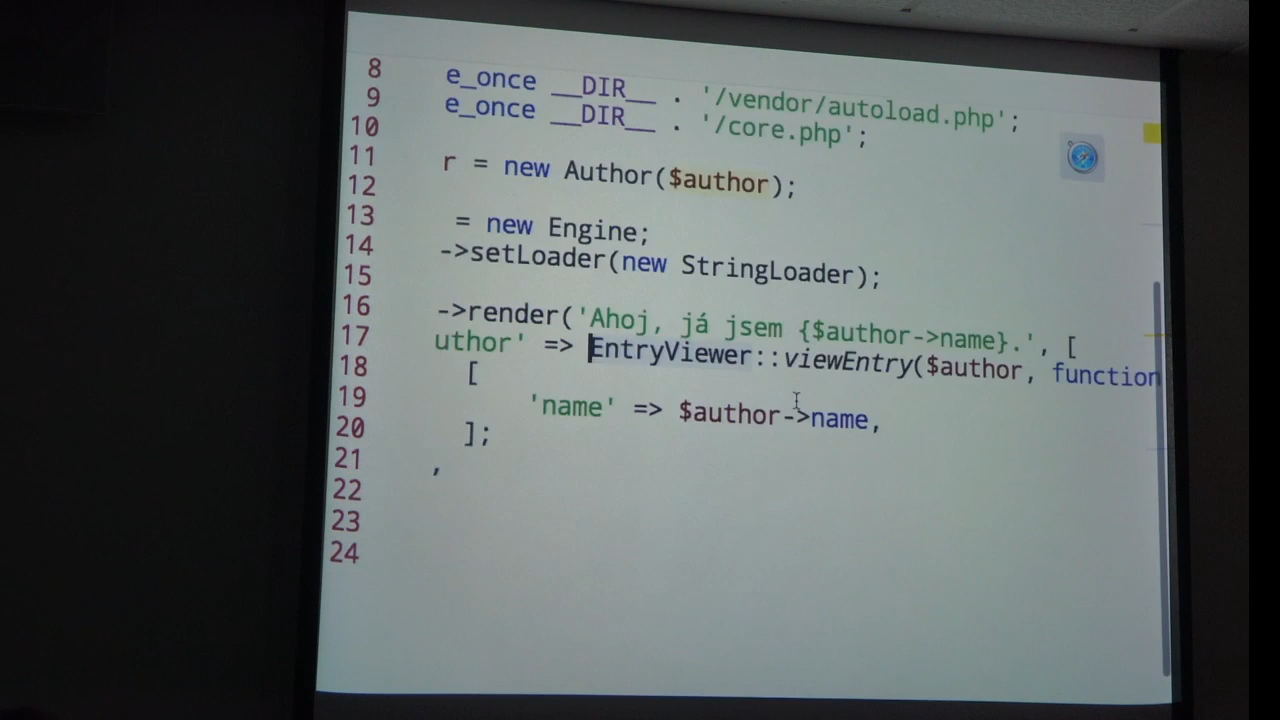 8 e_once __DIR__ . '/vendor/autoload.php';
9 e_once __DIR__ . '/core.php';
10
11 r = new Author($author);
12
13 = new Engine;
14 ->setLoader(new StringLoader);
15
16 ->render('Ahoj, já jsem {$author->name}.', [
17 uthor' => EntryViewer::viewEntry($author, function
18 [
19 'name' => $author->name,
20 ];
21 ,
22
23
24